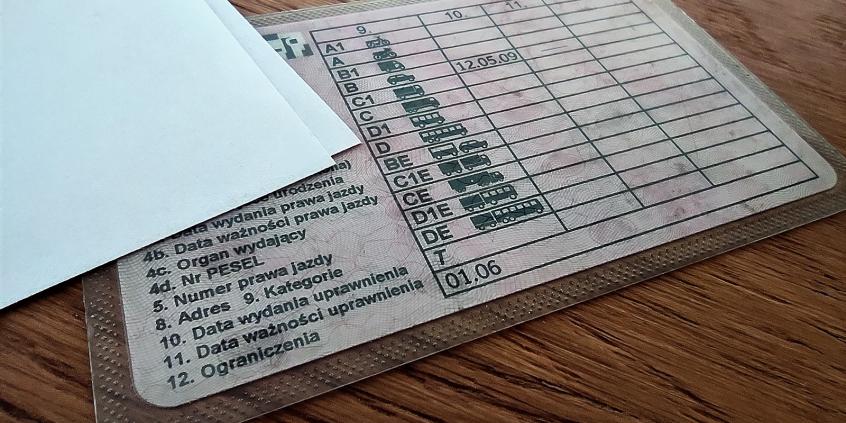 9. 10. 11.
A1
A
B1 12.05.09
B
C1
C
D1
D
BE
C1E
CE
D1E
DE
T
01.06
urodzenia
wydania prawa jazdy
4b. Data ważności prawa jazdy
4c. Organ wydający
4d. Nr PESEL
5. Numer prawa jazdy
8. Adres 9. Kategorie
10. Data wydania uprawnienia
11. Data ważności uprawnienia
12. Ograniczenia